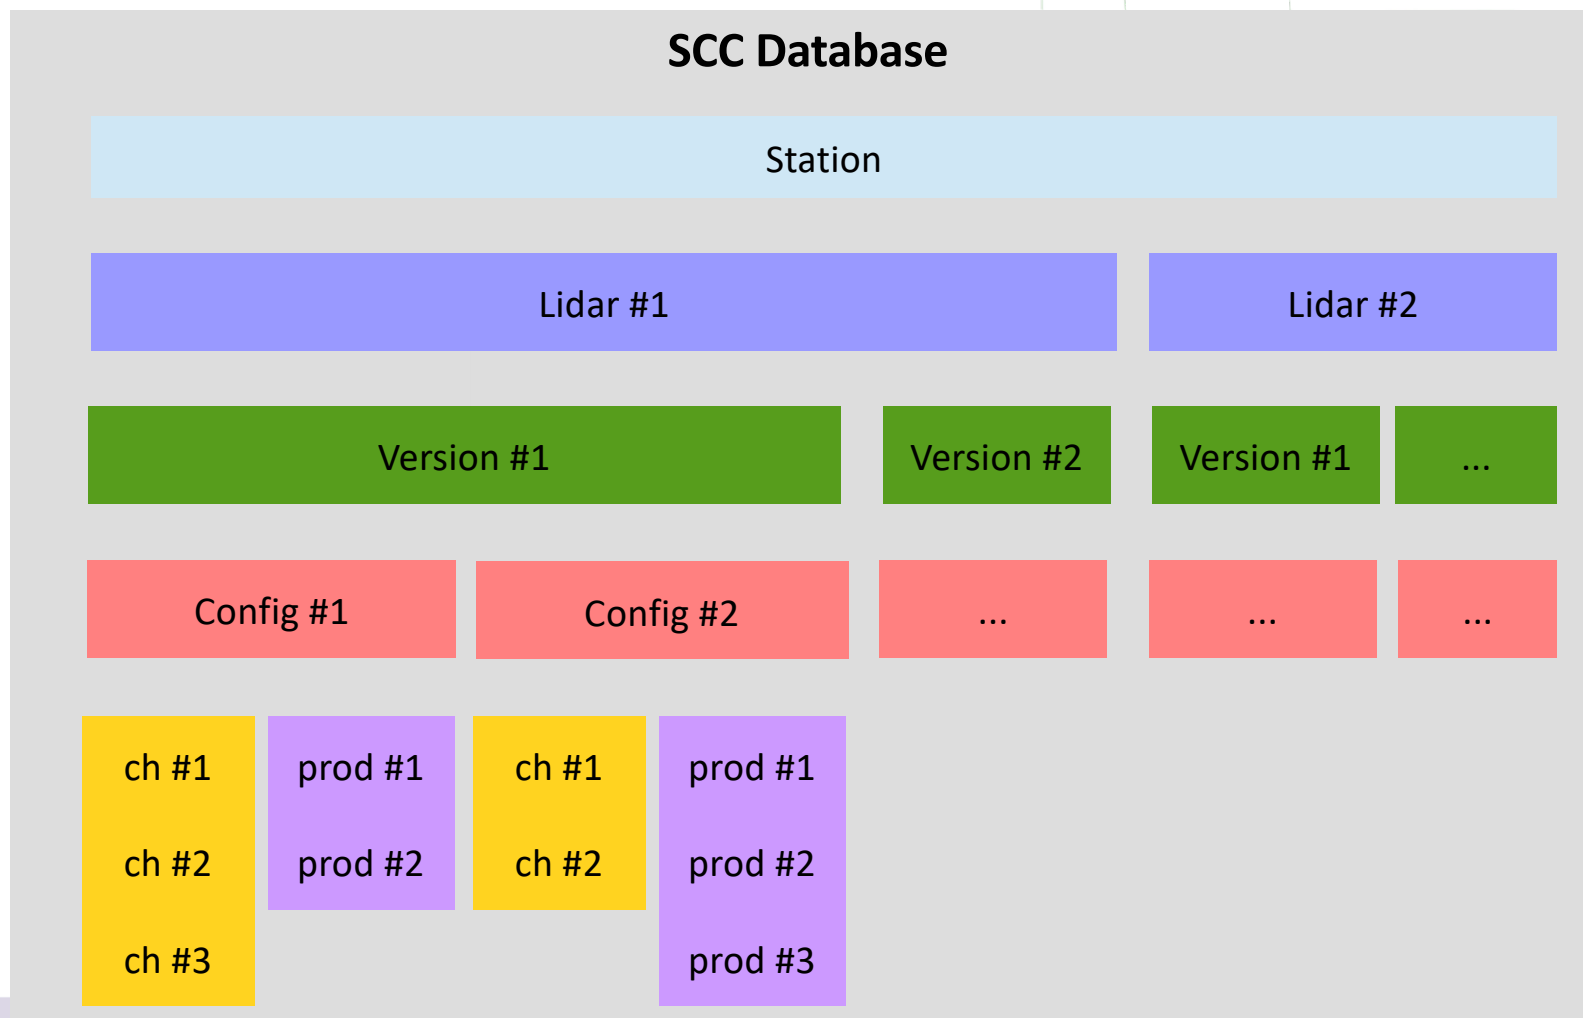 SCC Database
Station
Lidar #1 Lidar #2
Version #1 Version #2 Version #1 ...
Config #1 Config #2 ... ... ...
ch #1 prod #1 ch #1 prod #1
ch #2 prod #2 ch #2 prod #2
ch #3 prod #3